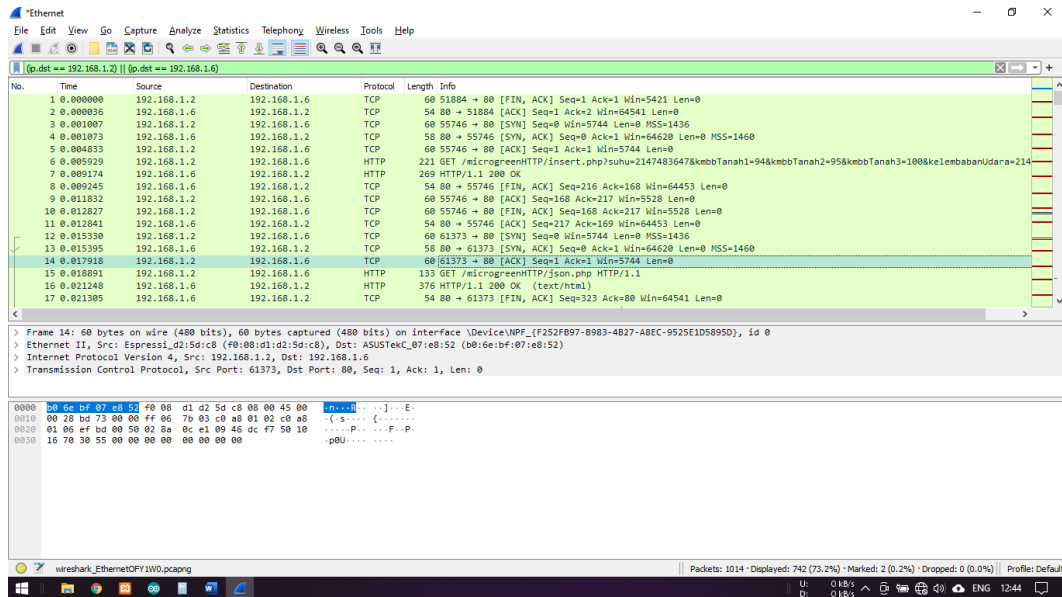 *Ethernet
File Edit View Go Capture Analyze Statistics Telephony Wireless Tools Help
(ip.dst == 192.168.1.2) || (ip.dst == 192.168.1.6)
No. Time Source Destination Protocol Length Info
1 0.000000 192.168.1.2 192.168.1.6 TCP 60 51884 → 80 [FIN, ACK] Seq=1 Ack=1 Win=5421 Len=0
2 0.000036 192.168.1.6 192.168.1.2 TCP 54 80 → 51884 [ACK] Seq=1 Ack=2 Win=64541 Len=0
3 0.001007 192.168.1.2 192.168.1.6 TCP 60 55746 → 80 [SYN] Seq=0 Win=5744 Len=0 MSS=1436
4 0.001073 192.168.1.6 192.168.1.2 TCP 58 80 → 55746 [SYN, ACK] Seq=0 Ack=1 Win=64620 Len=0 MSS=1460
5 0.004833 192.168.1.2 192.168.1.6 TCP 60 55746 → 80 [ACK] Seq=1 Ack=1 Win=5744 Len=0
6 0.005929 192.168.1.2 192.168.1.6 HTTP 221 GET /microgreenHTTP/insert.php?suhu=2147483647&kmbbTanah1=94&kmbbTanah2=95&kmbbTanah3=100&kelembabanUdara=214
7 0.009174 192.168.1.6 192.168.1.2 HTTP 269 HTTP/1.1 200 OK
8 0.009245 192.168.1.6 192.168.1.2 TCP 54 80 → 55746 [FIN, ACK] Seq=216 Ack=168 Win=64453 Len=0
9 0.011832 192.168.1.2 192.168.1.6 TCP 60 55746 → 80 [ACK] Seq=168 Ack=217 Win=5528 Len=0
10 0.012827 192.168.1.2 192.168.1.6 TCP 60 55746 → 80 [FIN, ACK] Seq=168 Ack=217 Win=5528 Len=0
11 0.012841 192.168.1.6 192.168.1.2 TCP 54 80 → 55746 [ACK] Seq=217 Ack=169 Win=64453 Len=0
12 0.015330 192.168.1.2 192.168.1.6 TCP 60 61373 → 80 [SYN] Seq=0 Win=5744 Len=0 MSS=1436
13 0.015395 192.168.1.6 192.168.1.2 TCP 58 80 → 61373 [SYN, ACK] Seq=0 Ack=1 Win=64620 Len=0 MSS=1460
14 0.017918 192.168.1.2 192.168.1.6 TCP 60 61373 → 80 [ACK] Seq=1 Ack=1 Win=5744 Len=0
15 0.018891 192.168.1.2 192.168.1.6 HTTP 133 GET /microgreenHTTP/json.php HTTP/1.1
16 0.021248 192.168.1.6 192.168.1.2 HTTP 376 HTTP/1.1 200 OK (text/html)
17 0.021305 192.168.1.6 192.168.1.2 TCP 54 80 → 61373 [FIN, ACK] Seq=323 Ack=80 Win=64541 Len=0
Frame 14: 60 bytes on wire (480 bits), 60 bytes captured (480 bits) on interface \Device\NPF_{F252FB97-B983-4B27-A8EC-9525E1D5895D}, id 0
Ethernet II, Src: Espressi_d2:5d:c8 (f0:08:d1:d2:5d:c8), Dst: ASUSTekC_07:e8:52 (b0:6e:bf:07:e8:52)
Internet Protocol Version 4, Src: 192.168.1.2, Dst: 192.168.1.6
Transmission Control Protocol, Src Port: 61373, Dst Port: 80, Seq: 1, Ack: 1, Len: 0
0000 b0 6e bf 07 e8 52 f0 08 d1 d2 5d c8 08 00 45 00 ·n···R·· ··]···E·
0010 00 28 bd 73 00 00 ff 06 7b 03 c0 a8 01 02 c0 a8 ·(·s···· {·······
0020 01 06 ef bd 00 50 02 8a 0c e1 09 46 dc f7 50 10 ·····P·· ···F··P·
0030 16 70 30 55 00 00 00 00 00 00 00 00 ·p0U···· ····
wireshark_EthernetOFY1W0.pcapng Packets: 1014 · Displayed: 742 (73.2%) · Marked: 2 (0.2%) · Dropped: 0 (0.0%) Profile: Default
U: 0 kB/s
D: 0 kB/s
ENG 12:44